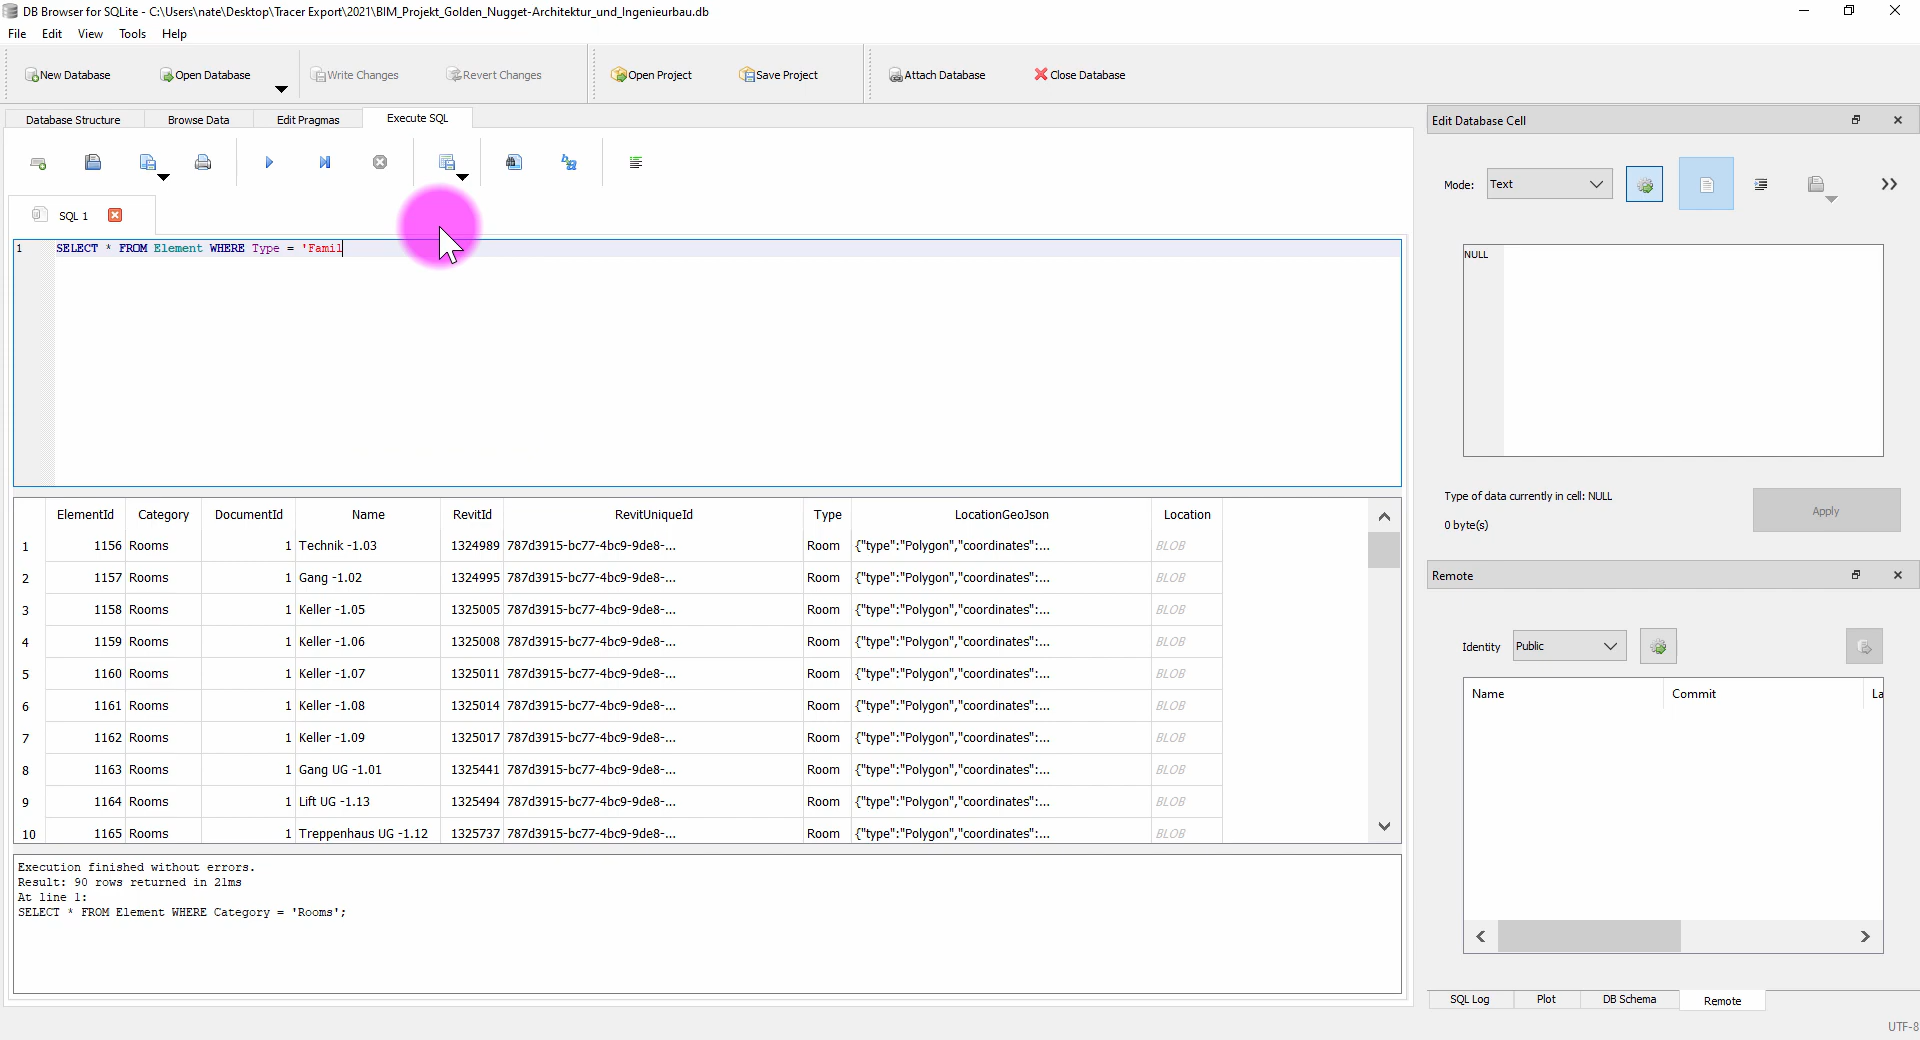 DB Browser for SQLite - C:\Users\nate\Desktop\Tracer Export\2021\BIM_Projekt_Golden_Nugget-Architektur_und_Ingenieurbau.db
File Edit View Tools Help
New Database Open Database Write Changes Revert Changes Open Project Save Project Attach Database Close Database
Database Structure Browse Data Edit Pragmas Execute SQL
Edit Database Cell
Mode: Text
SQL 1
1 SELECT * FROM Element WHERE Type = 'Famil
NULL
Type of data currently in cell: NULL
0 byte(s)
Apply
ElementId Category DocumentId Name RevitId RevitUniqueId Type LocationGeoJson Location
1 1156 Rooms 1 Technik -1.03 1324989 787d3915-bc77-4bc9-9de8-... Room {"type":"Polygon","coordinates":... BLOB
2 1157 Rooms 1 Gang -1.02 1324995 787d3915-bc77-4bc9-9de8-... Room {"type":"Polygon","coordinates":... BLOB
3 1158 Rooms 1 Keller -1.05 1325005 787d3915-bc77-4bc9-9de8-... Room {"type":"Polygon","coordinates":... BLOB
4 1159 Rooms 1 Keller -1.06 1325008 787d3915-bc77-4bc9-9de8-... Room {"type":"Polygon","coordinates":... BLOB
5 1160 Rooms 1 Keller -1.07 1325011 787d3915-bc77-4bc9-9de8-... Room {"type":"Polygon","coordinates":... BLOB
6 1161 Rooms 1 Keller -1.08 1325014 787d3915-bc77-4bc9-9de8-... Room {"type":"Polygon","coordinates":... BLOB
7 1162 Rooms 1 Keller -1.09 1325017 787d3915-bc77-4bc9-9de8-... Room {"type":"Polygon","coordinates":... BLOB
8 1163 Rooms 1 Gang UG -1.01 1325441 787d3915-bc77-4bc9-9de8-... Room {"type":"Polygon","coordinates":... BLOB
9 1164 Rooms 1 Lift UG -1.13 1325494 787d3915-bc77-4bc9-9de8-... Room {"type":"Polygon","coordinates":... BLOB
10 1165 Rooms 1 Treppenhaus UG -1.12 1325737 787d3915-bc77-4bc9-9de8-... Room {"type":"Polygon","coordinates":... BLOB
Execution finished without errors.
Result: 90 rows returned in 21ms
At line 1:
SELECT * FROM Element WHERE Category = 'Rooms';
Remote
Identity Public
Name Commit La
SQL Log Plot DB Schema Remote
UTF-8